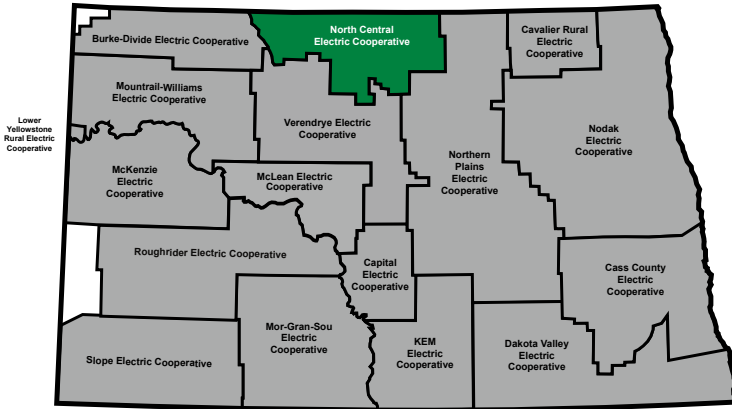 Burke-Divide Electric Cooperative
North Central
Electric Cooperative
Cavalier Rural
Electric
Cooperative
Mountrail-Williams
Electric Cooperative
Lower
Yellowstone
Rural Electric
Cooperative
Verendrye Electric
Cooperative
Nodak
Electric
Cooperative
McKenzie
Electric
Cooperative
McLean Electric
Cooperative
Northern
Plains
Electric
Cooperative
Roughrider Electric Cooperative
Capital
Electric
Cooperative
Cass County
Electric
Cooperative
Mor-Gran-Sou
Electric
Cooperative
KEM
Electric
Cooperative
Dakota Valley
Electric
Cooperative
Slope Electric Cooperative